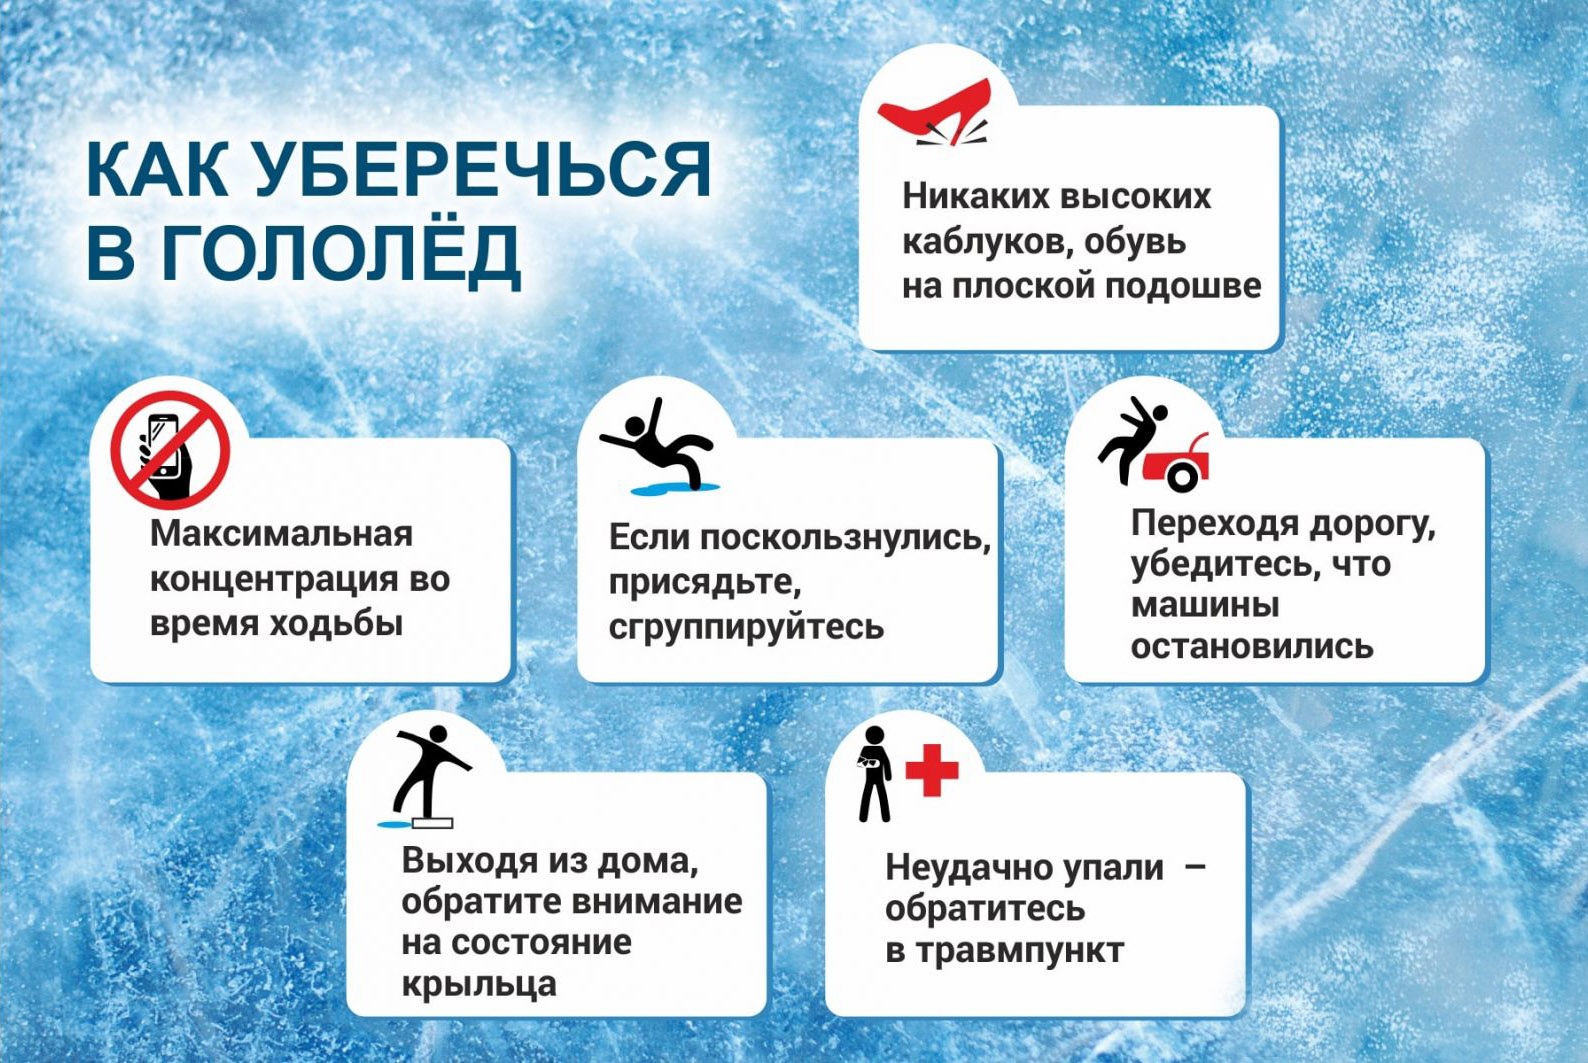 КАК УБЕРЕЧЬСЯ
В ГОЛОЛЁД
Никаких высоких
каблуков, обувь
на плоской подошве
Максимальная
концентрация во
время ходьбы
Если поскользнулись,
присядьте,
сгруппируйтесь
Переходя дорогу,
убедитесь, что
машины
остановились
Выходя из дома,
обратите внимание
на состояние
крыльца
Неудачно упали –
обратитесь
в травмпункт